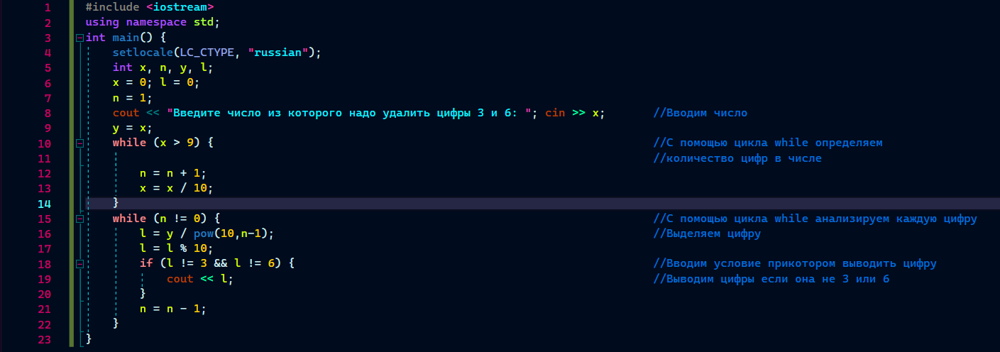 1 #include <iostream>
2 using namespace std;
3 int main() {
4 setlocale(LC_CTYPE, "russian");
5 int x, n, y, l;
6 x = 0; l = 0;
7 n = 1;
8 cout << "Введите число из которого надо удалить цифры 3 и 6: "; cin >> x; //Вводим число
9 y = x;
10 while (x > 9) { //С помощью цикла while определяем
11 //количество цифр в числе
12 n = n + 1;
13 x = x / 10;
14 }
15 while (n != 0) { //С помощью цикла while анализируем каждую цифру
16 l = y / pow(10,n-1); //Выделяем цифру
17 l = l % 10;
18 if (l != 3 && l != 6) { //Вводим условие прикотором выводить цифру
19 cout << l; //Выводим цифры если она не 3 или 6
20 }
21 n = n - 1;
22 }
23 }